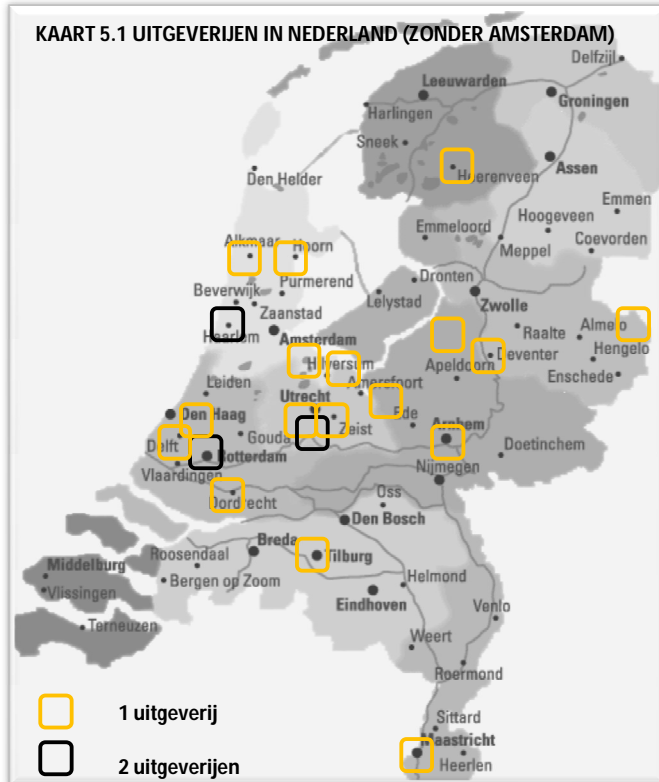 KAART 5.1 UITGEVERIJEN IN NEDERLAND (ZONDER AMSTERDAM)
Delfzijl
Leeuwarden
Groningen
Harlingen
Sneek
Assen
Heerenveen
Den Helder
Emmen
Emmeloord
Hoogeveen
Meppel
Coevorden
Alkmaar
Hoorn
Dronten
Purmerend
Lelystad
Zwolle
Beverwijk
Zaanstad
Raalte
Almelo
Haarlem
Amsterdam
Hengelo
Deventer
Hilversum
Apeldoorn
Enschede
Amersfoort
Leiden
Utrecht
Den Haag
Ede
Zeist
Arnhem
Gouda
Delft
Doetinchem
Rotterdam
Vlaardingen
Nijmegen
Dordrecht
Oss
Den Bosch
Breda
Roosendaal
Tilburg
Middelburg
Bergen op Zoom
Helmond
Vlissingen
Eindhoven
Venlo
Terneuzen
Weert
Roermond
Sittard
Maastricht
Heerlen
1 uitgeverij
2 uitgeverijen